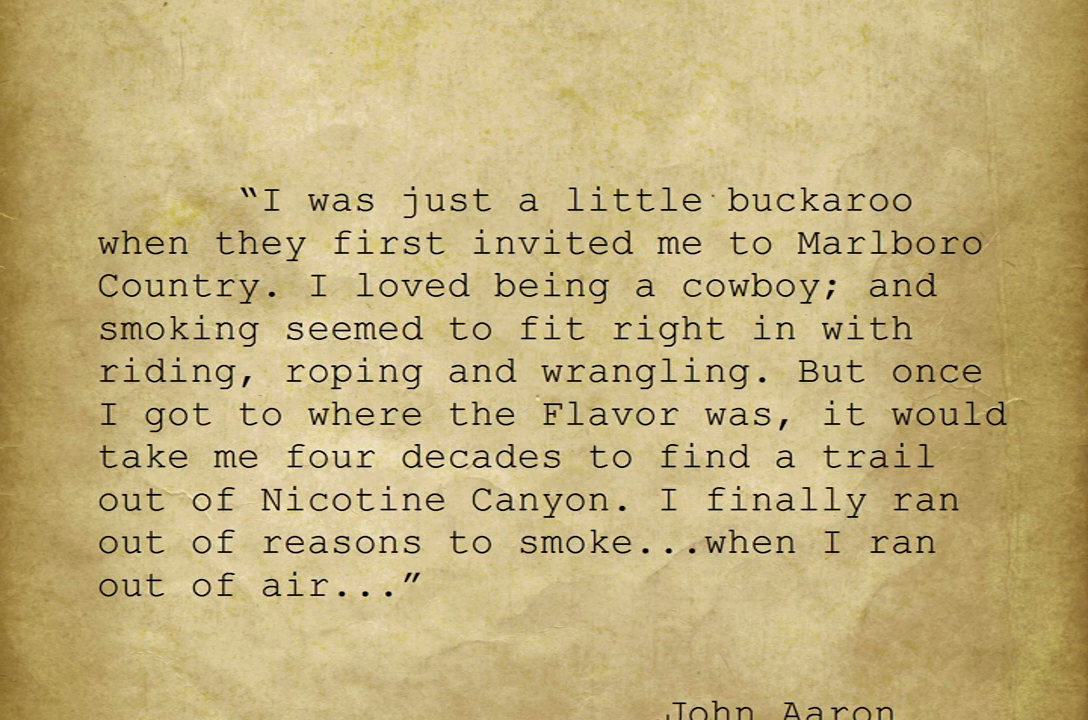 “I was just a little buckaroo
when they first invited me to Marlboro
Country. I loved being a cowboy; and
smoking seemed to fit right in with
riding, roping and wrangling. But once
I got to where the Flavor was, it would
take me four decades to find a trail
out of Nicotine Canyon. I finally ran
out of reasons to smoke...when I ran
out of air...”
John Aaron